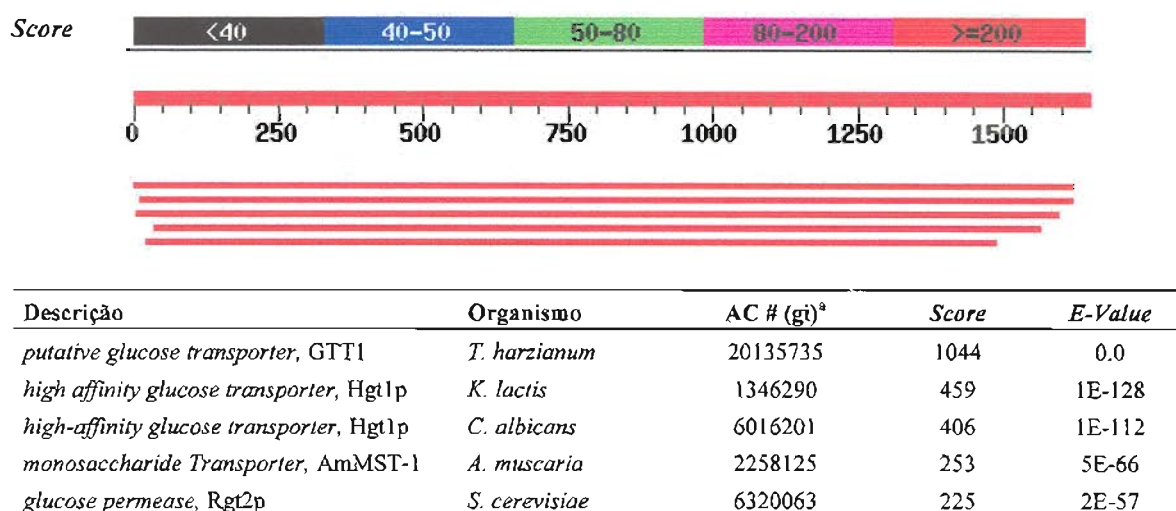 Score <40 40-50 50-80 80-200 >=200
0 250 500 750 1000 1250 1500
Descrição Organismo AC # (gi)ª Score E-Value
putative glucose transporter, GTT1 T. harzianum 20135735 1044 0.0
high affinity glucose transporter, Hgt1p K. lactis 1346290 459 1E-128
high-affinity glucose transporter, Hgt1p C. albicans 6016201 406 1E-112
monosaccharide Transporter, AmMST-1 A. muscaria 2258125 253 5E-66
glucose permease, Rgt2p S. cerevisiae 6320063 225 2E-57